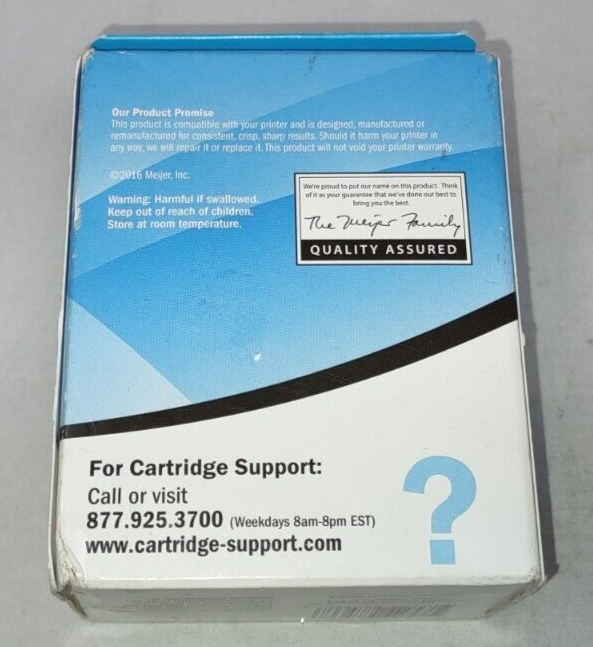 Our Product Promise
This product is compatible with your printer and is designed, manufactured or
remanufactured for consistent, crisp, sharp results. Should it harm your printer in
any way, we will repair it or replace it. This product will not void your printer warranty.
©2016 Meijer, Inc.
Warning: Harmful if swallowed.
Keep out of reach of children.
Store at room temperature.
We're proud to put our name on this product. Think
of it as your guarantee that we've done our best to
bring you the best.
The Meijer Family
QUALITY ASSURED
For Cartridge Support:
Call or visit
877.925.3700 (Weekdays 8am-8pm EST)
www.cartridge-support.com
?